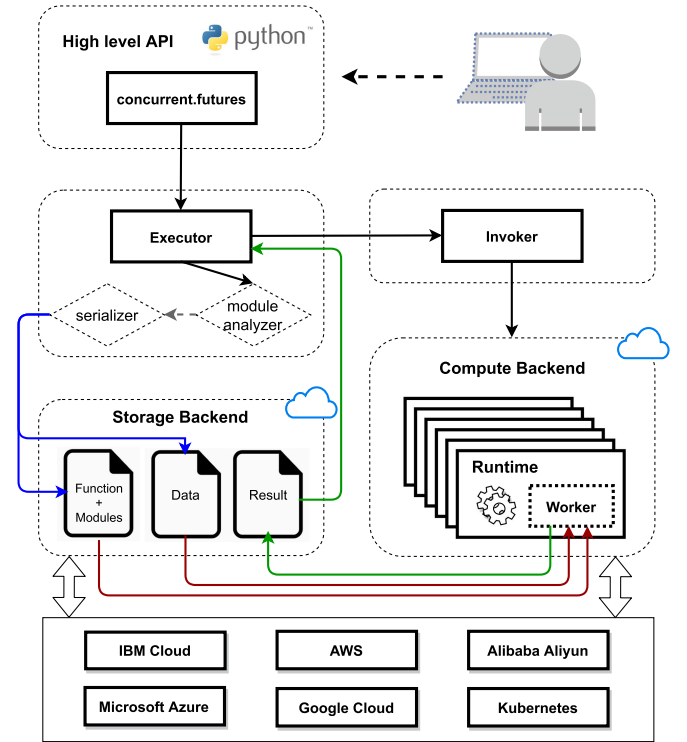 High level API
python™
concurrent.futures
Executor
Invoker
serializer
module
analyzer
Compute Backend
Storage Backend
Function
+
Modules
Data
Result
Runtime
Worker
IBM Cloud
AWS
Alibaba Aliyun
Microsoft Azure
Google Cloud
Kubernetes